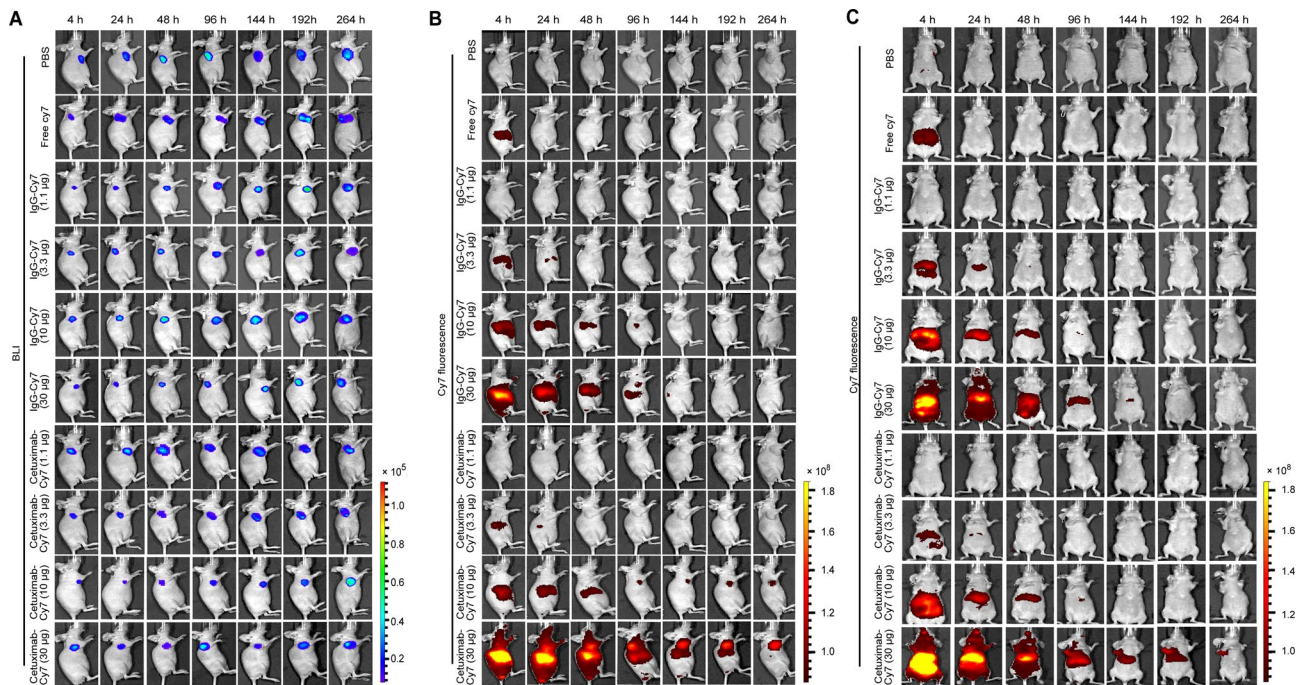 A
4 h 24 h 48 h 96 h 144 h 192 h 264 h
BLI
PBS
Free cy7
IgG-Cy7
(1.1 µg)
IgG-Cy7
(3.3 µg)
IgG-Cy7
(10 µg)
IgG-Cy7
(30 µg)
Cetuximab-
Cy7 (1.1 µg)
Cetuximab-
Cy7 (3.3 µg)
Cetuximab-
Cy7 (10 µg)
Cetuximab-
Cy7 (30 µg)
× 10⁵
1.0
0.8
0.6
0.4
0.2
B
4 h 24 h 48 h 96 h 144 h 192 h 264 h
Cy7 fluorescence
PBS
Free cy7
IgG-Cy7
(1.1 µg)
IgG-Cy7
(3.3 µg)
IgG-Cy7
(10 µg)
IgG-Cy7
(30 µg)
Cetuximab-
Cy7 (1.1 µg)
Cetuximab-
Cy7 (3.3 µg)
Cetuximab-
Cy7 (10 µg)
Cetuximab-
Cy7 (30 µg)
× 10⁸
1.8
1.6
1.4
1.2
1.0
C
4 h 24 h 48 h 96 h 144 h 192 h 264 h
Cy7 fluorescence
PBS
Free cy7
IgG-Cy7
(1.1 µg)
IgG-Cy7
(3.3 µg)
IgG-Cy7
(10 µg)
IgG-Cy7
(30 µg)
Cetuximab-
Cy7 (1.1 µg)
Cetuximab-
Cy7 (3.3 µg)
Cetuximab-
Cy7 (10 µg)
Cetuximab-
Cy7 (30 µg)
× 10⁸
1.8
1.6
1.4
1.2
1.0